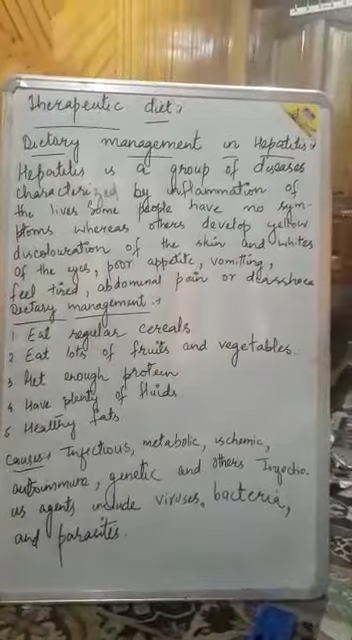 Therapeutic diet:
Dietary management in Hepatitis:
Hepatitis is a group of diseases
characterized by inflammation of
the lives Some people have no sym-
ptoms whereas others develop yellow
discolouration of the skin and whites
of the eyes, poor appetite, vomitting,
feel tired, abdominal pain or diarrhoea
Dietary management:
1 Eat regular cereals
2 Eat lots of fruits and vegetables.
3 Get enough protein
4 Have plenty of fluids.
5 Healthy fats
Causes: Infectious, metabolic, ischemic,
autoimmune, genetic and others Infectio-
us agents include viruses, bacteria,
and parasites.